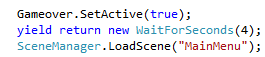 Gameover.SetActive(true);
yield return new WaitForSeconds(4);
SceneManager.LoadScene("MainMenu");